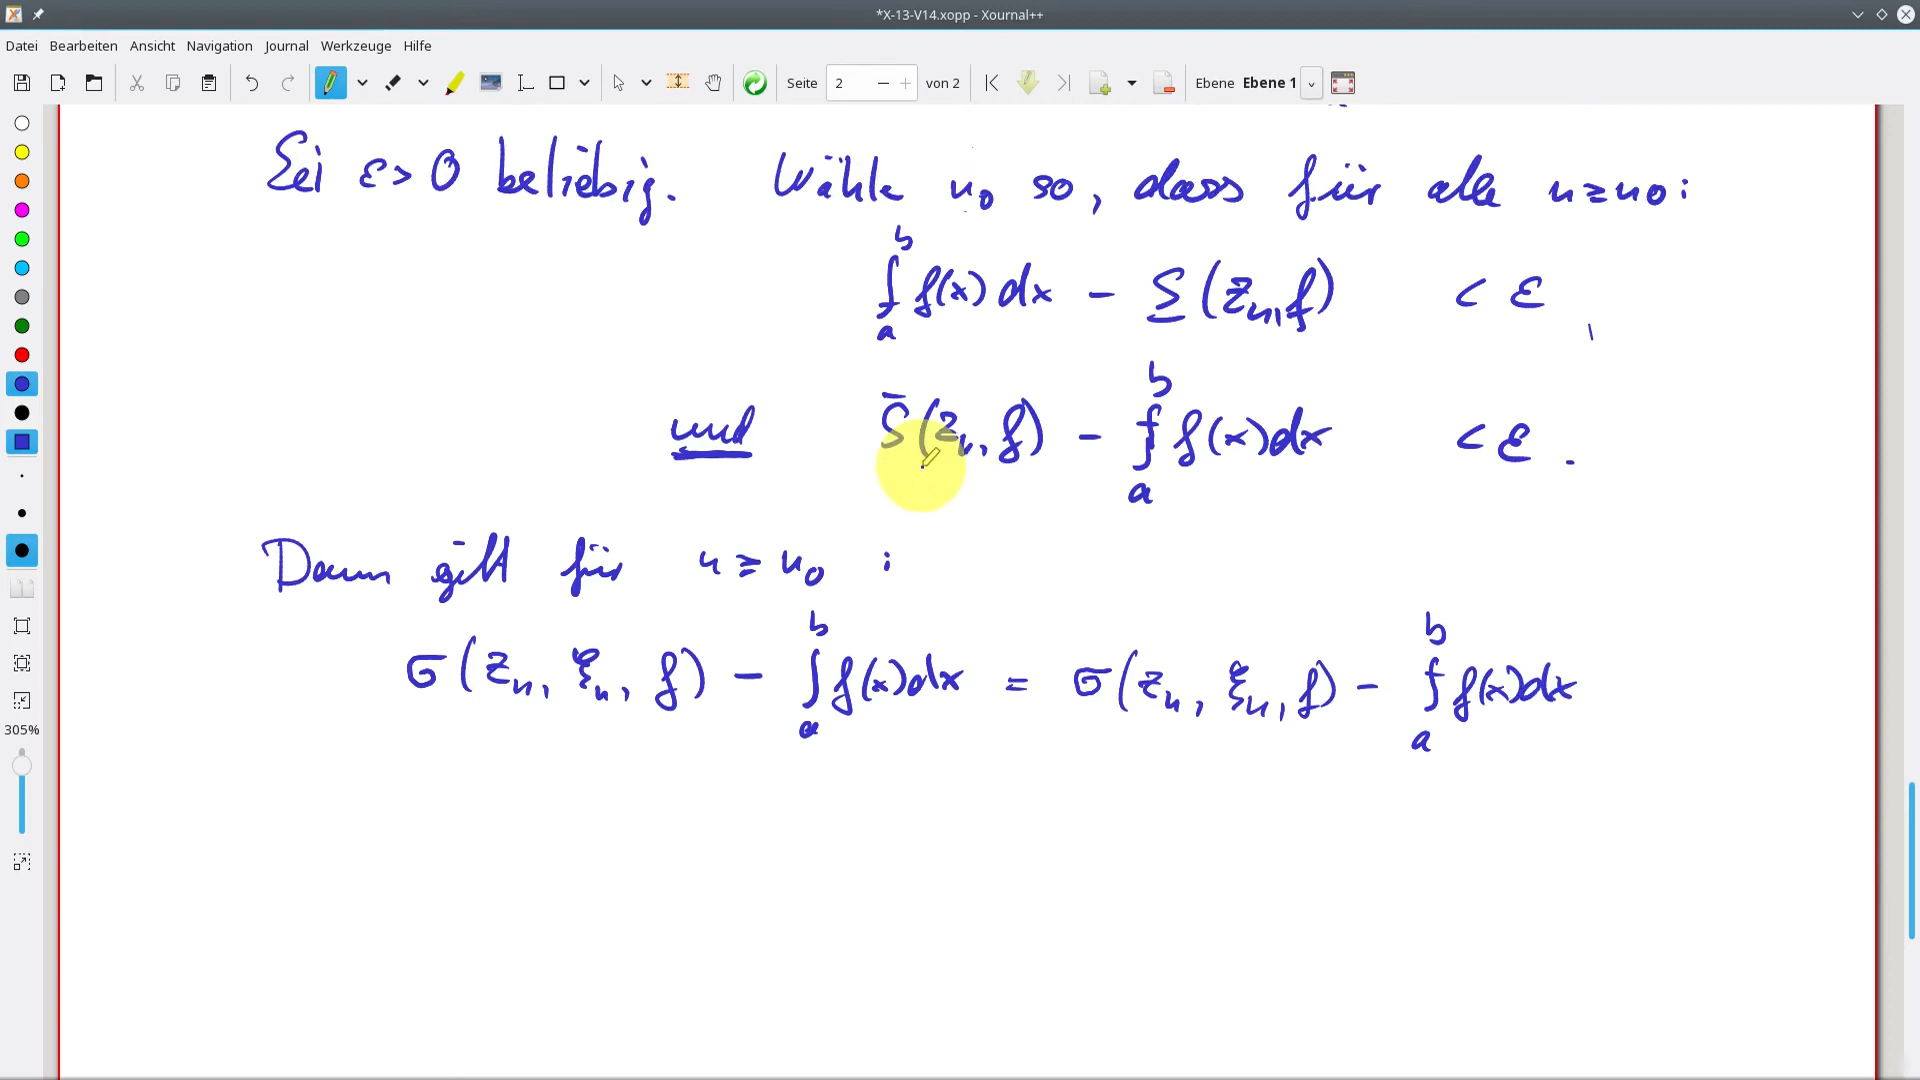 *X-13-V14.xopp - Xournal++
Datei Bearbeiten Ansicht Navigation Journal Werkzeuge Hilfe
Seite 2 von 2 Ebene Ebene 1
305%
Sei ε > 0 beliebig. Wähle n₀ so, dass für alle n ≥ n₀ :
∫ₐᵇ f(x) dx - S̲(Zₙ, f) < ε ,
und S̄(Zₙ, f) - ∫̄ₐᵇ f(x)dx < ε .
Dann gilt für n ≥ n₀ :
σ(Zₙ, ξₙ, f) - ∫ₐᵇ f(x)dx = σ(Zₙ, ξₙ, f) - ∫̄ₐᵇ f(x)dx